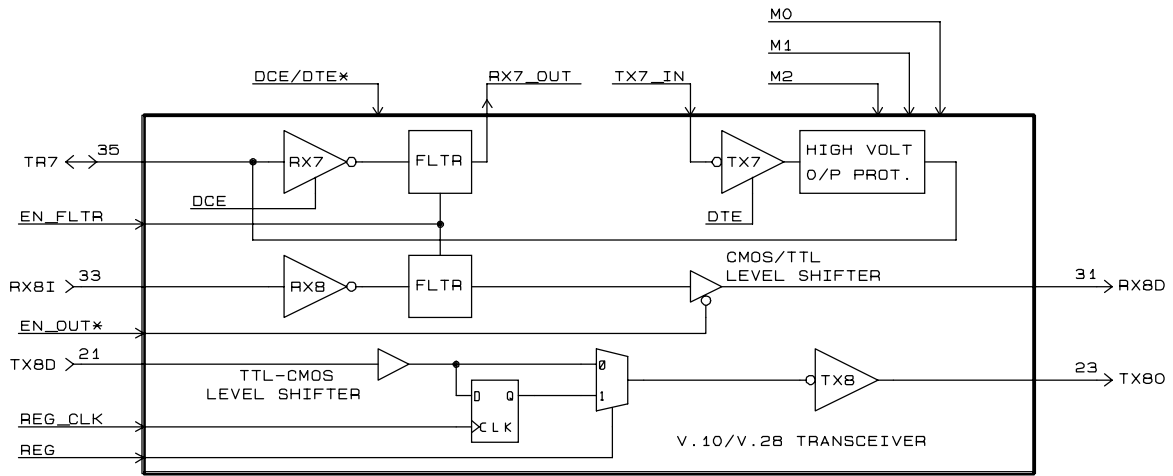 M0
M1
DCE/DTE* RX7_OUT TX7_IN M2
TR7 35 RX7 FLTR TX7 HIGH VOLT
O/P PROT.
DCE DTE
EN_FLTR
RX8I 33 RX8 FLTR CMOS/TTL
LEVEL SHIFTER 31 RX8D
EN_OUT*
TX8D 21 0 TX8 23 TX8O
TTL-CMOS
LEVEL SHIFTER D Q 1
REG_CLK CLK
REG V.10/V.28 TRANSCEIVER